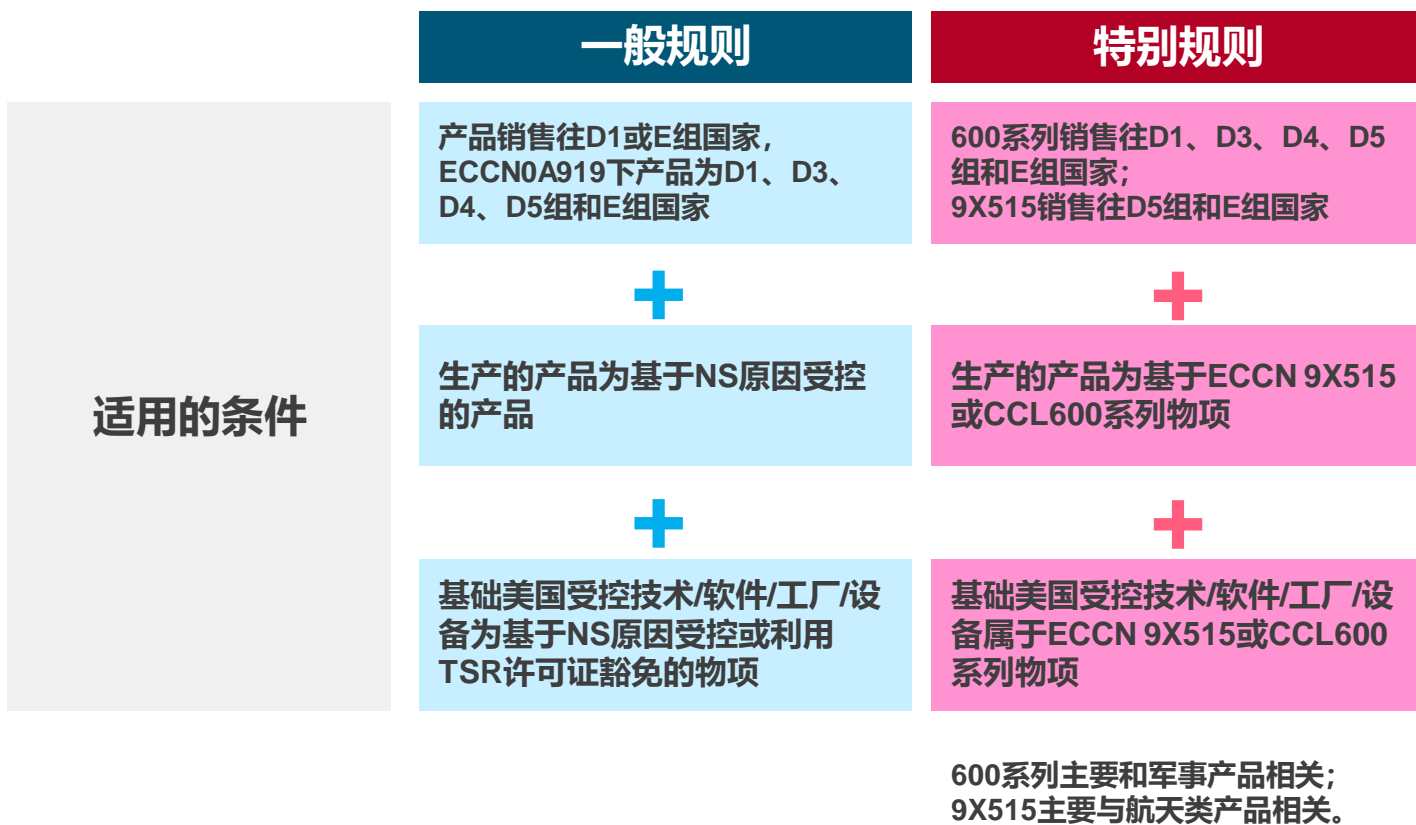 一般规则
特别规则
适用的条件
产品销售往D1或E组国家，
ECCN0A919下产品为D1、D3、
D4、D5组和E组国家
600系列销售往D1、D3、D4、D5
组和E组国家；
9X515销售往D5组和E组国家
生产的产品为基于NS原因受控
的产品
生产的产品为基于ECCN 9X515
或CCL600系列物项
基础美国受控技术/软件/工厂/设
备为基于NS原因受控或利用
TSR许可证豁免的物项
基础美国受控技术/软件/工厂/设
备属于ECCN 9X515或CCL600
系列物项
600系列主要和军事产品相关；
9X515主要与航天类产品相关。